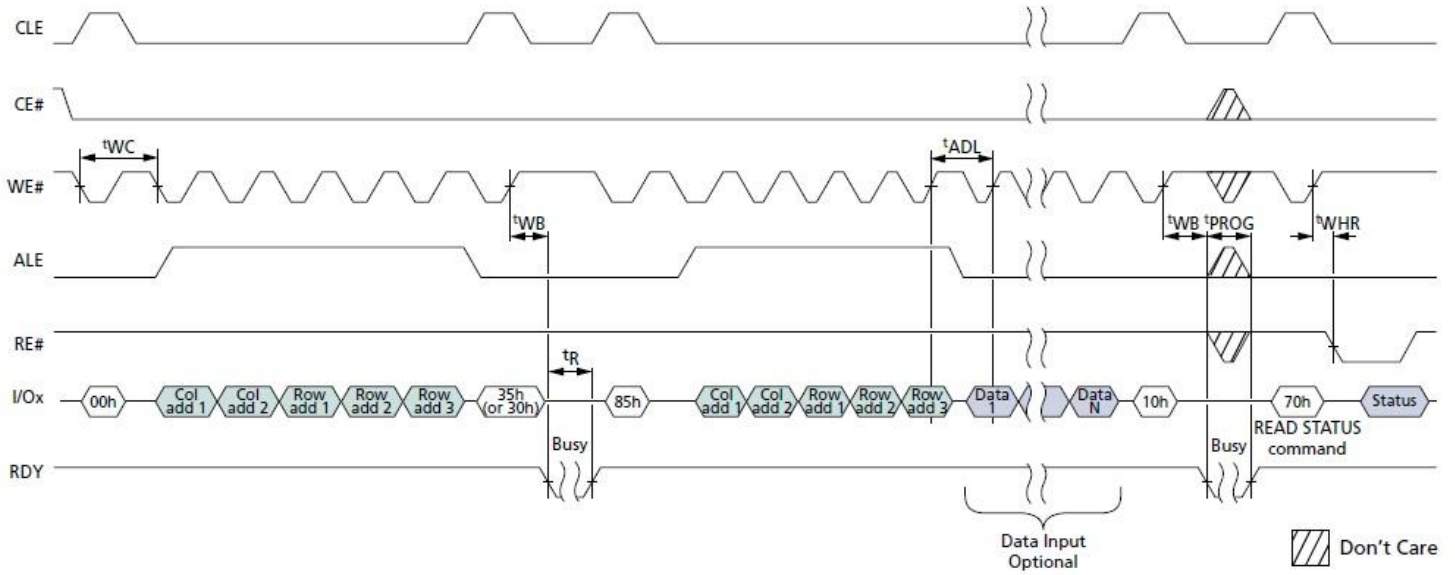 CLE
CE#
tWC
tADL
WE#
tWB
tWB tPROG
tWHR
ALE
RE#
tR
I/Ox
00h
Col add 1
Col add 2
Row add 1
Row add 2
Row add 3
35h (or 30h)
85h
Col add 1
Col add 2
Row add 1
Row add 2
Row add 3
Data 1
Data N
10h
70h
Status
READ STATUS
command
Busy
Busy
RDY
Data Input
Optional
Don't Care